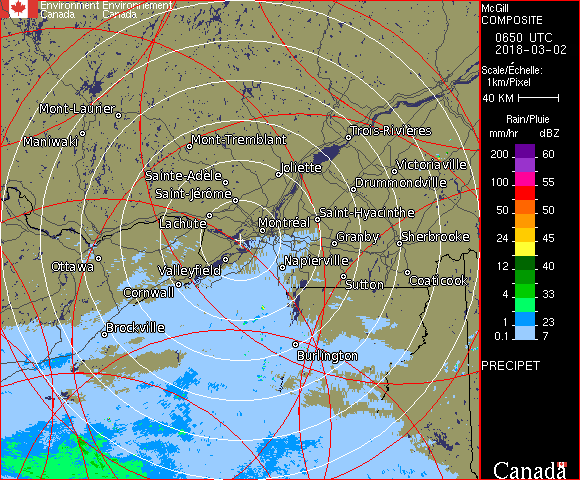 Environment Environnement
Canada Canada
McGill
COMPOSITE
0650 UTC
2018-03-02
Scale/Échelle:
1km/Pixel
40 KM
Rain/Pluie
mm/hr dBZ
200 60
100 55
50 50
24 45
12 40
4 33
1 23
0.1 7
PRECIPET
Canada
Mont-Laurier
Maniwaki
Mont-Tremblant
Trois-Rivières
Sainte-Adèle
Joliette
Victoriaville
Saint-Jérôme
Drummondville
Lachute
Montréal
Saint-Hyacinthe
Granby
Sherbrooke
Ottawa
Valleyfield
Napierville
Cornwall
Sutton
Coaticook
Brockville
Burlington